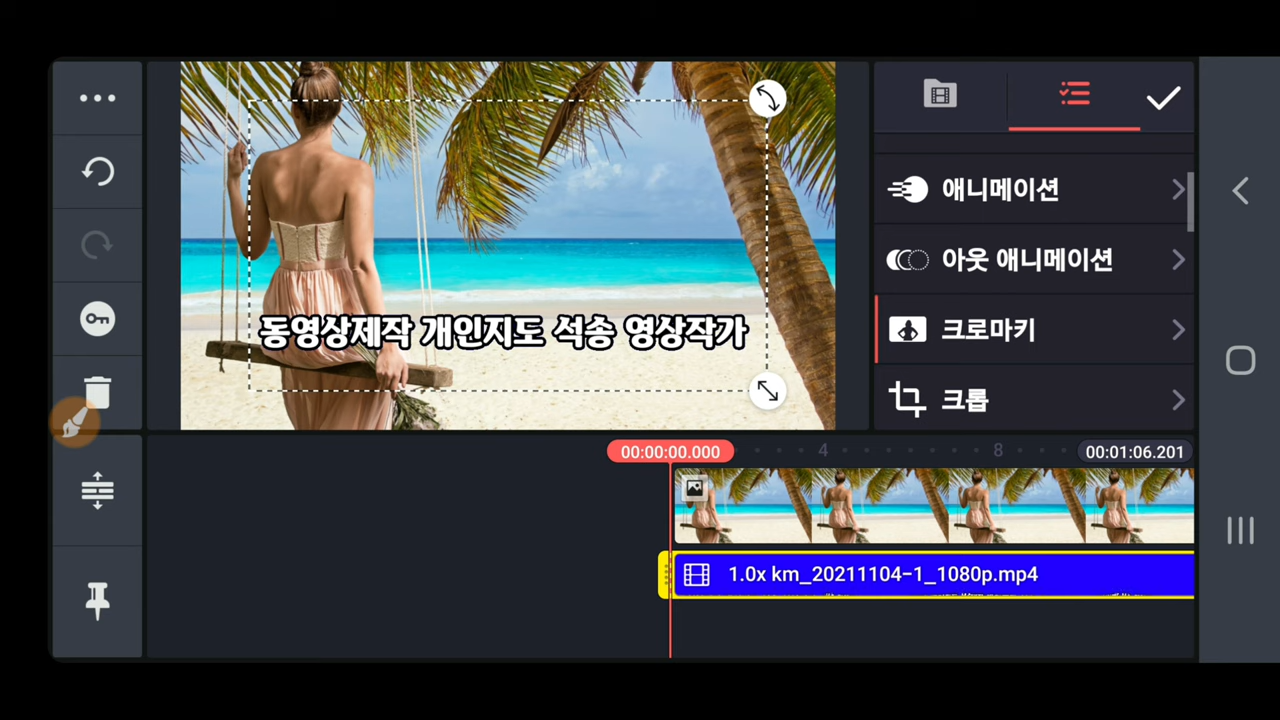 애니메이션
아웃 애니메이션
크로마키
크롭
동영상제작 개인지도 석송 영상작가
00:00:00.000
4
8
00:01:06.201
1.0x km_20211104-1_1080p.mp4